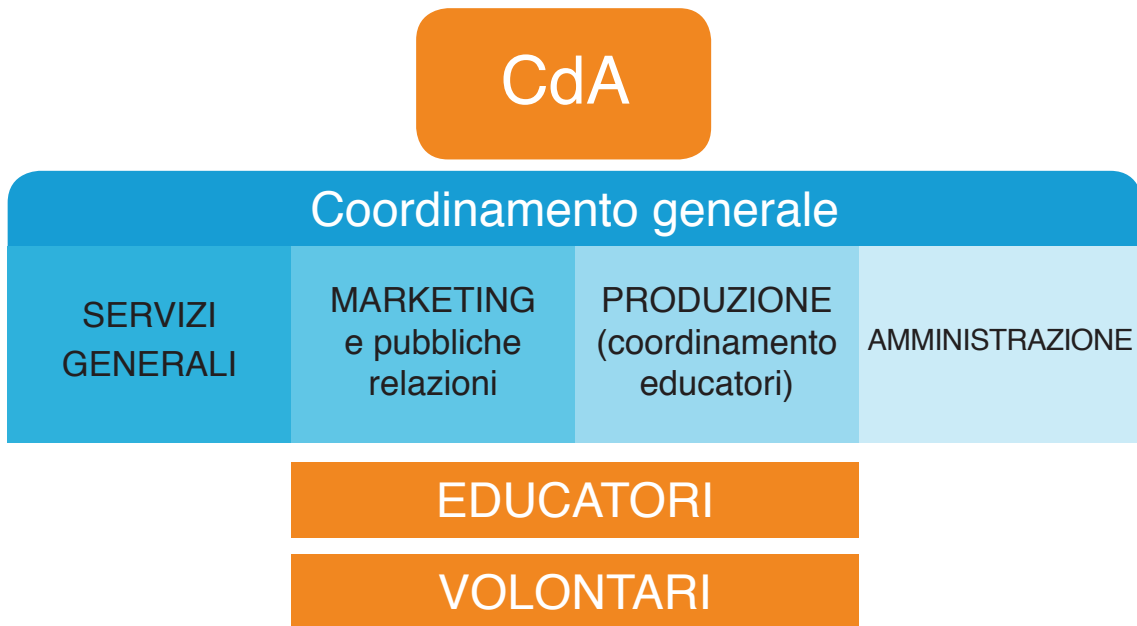 CdA
Coordinamento generale
SERVIZI
GENERALI
MARKETING
e pubbliche
relazioni
PRODUZIONE
(coordinamento
educatori)
AMMINISTRAZIONE
EDUCATORI
VOLONTARI